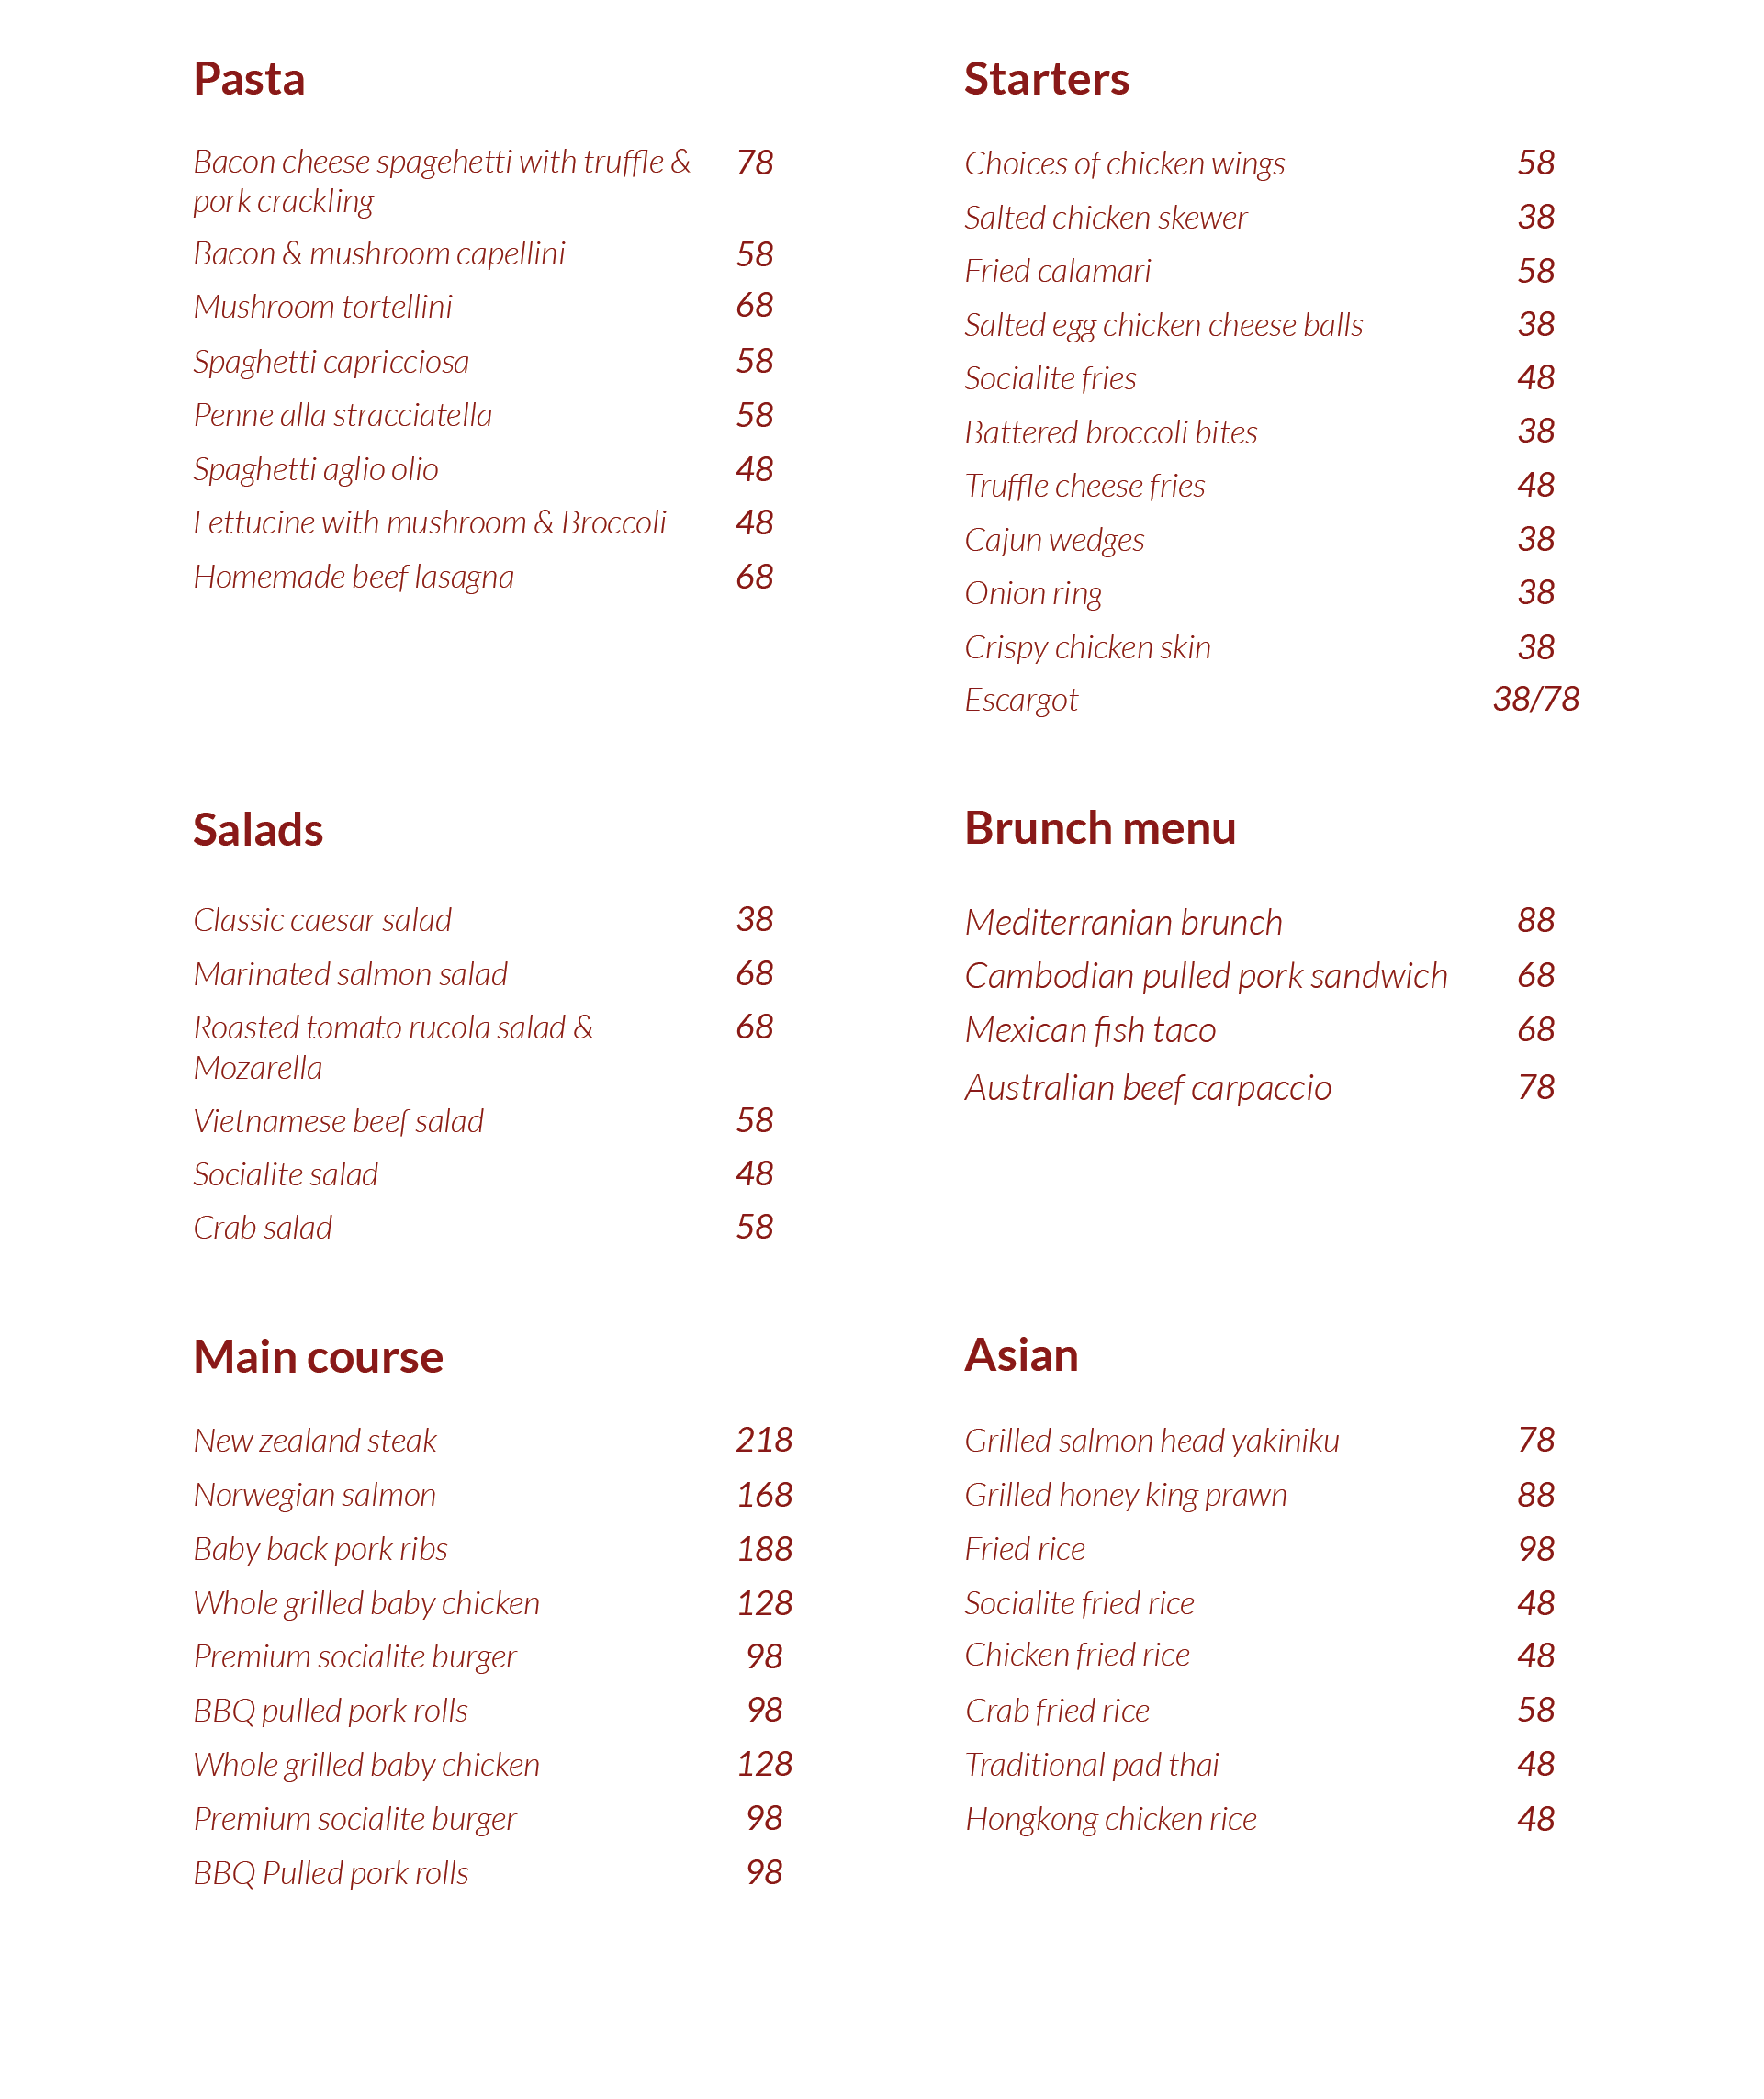 Pasta
Bacon cheese spagehetti with truffle & 78
pork crackling
Bacon & mushroom capellini 58
Mushroom tortellini 68
Spaghetti capricciosa 58
Penne alla stracciatella 58
Spaghetti aglio olio 48
Fettucine with mushroom & Broccoli 48
Homemade beef lasagna 68
Starters
Choices of chicken wings 58
Salted chicken skewer 38
Fried calamari 58
Salted egg chicken cheese balls 38
Socialite fries 48
Battered broccoli bites 38
Truffle cheese fries 48
Cajun wedges 38
Onion ring 38
Crispy chicken skin 38
Escargot 38/78
Salads
Classic caesar salad 38
Marinated salmon salad 68
Roasted tomato rucola salad & 68
Mozarella
Vietnamese beef salad 58
Socialite salad 48
Crab salad 58
Brunch menu
Mediterranian brunch 88
Cambodian pulled pork sandwich 68
Mexican fish taco 68
Australian beef carpaccio 78
Main course
New zealand steak 218
Norwegian salmon 168
Baby back pork ribs 188
Whole grilled baby chicken 128
Premium socialite burger 98
BBQ pulled pork rolls 98
Whole grilled baby chicken 128
Premium socialite burger 98
BBQ Pulled pork rolls 98
Asian
Grilled salmon head yakiniku 78
Grilled honey king prawn 88
Fried rice 98
Socialite fried rice 48
Chicken fried rice 48
Crab fried rice 58
Traditional pad thai 48
Hongkong chicken rice 48